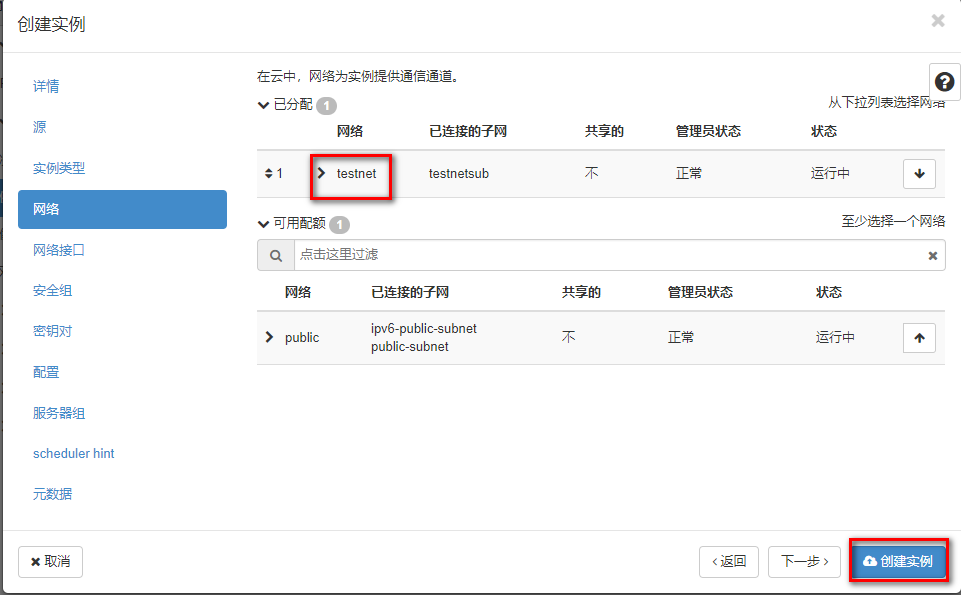 创建实例
详情
源
实例类型
网络
网络接口
安全组
密钥对
配置
服务器组
scheduler hint
元数据
在云中，网络为实例提供通信通道。
已分配 1
从下拉列表选择网络
网络 已连接的子网 共享的 管理员状态 状态
1 testnet testnetsub 不 正常 运行中
可用配额 1
至少选择一个网络
点击这里过滤
网络 已连接的子网 共享的 管理员状态 状态
public ipv6-public-subnet 不 正常 运行中
public-subnet
取消
返回
下一步
创建实例